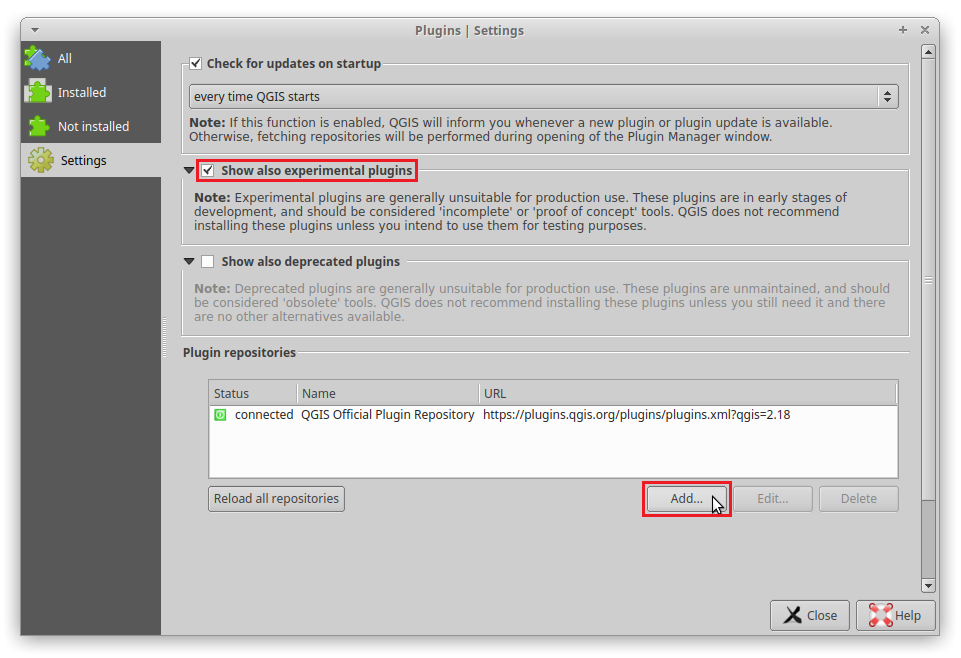 Plugins | Settings
All
Installed
Not installed
Settings
Check for updates on startup
every time QGIS starts
Note: If this function is enabled, QGIS will inform you whenever a new plugin or plugin update is available.
Otherwise, fetching repositories will be performed during opening of the Plugin Manager window.
Show also experimental plugins
Note: Experimental plugins are generally unsuitable for production use. These plugins are in early stages of
development, and should be considered 'incomplete' or 'proof of concept' tools. QGIS does not recommend
installing these plugins unless you intend to use them for testing purposes.
Show also deprecated plugins
Note: Deprecated plugins are generally unsuitable for production use. These plugins are unmaintained, and should
be considered 'obsolete' tools. QGIS does not recommend installing these plugins unless you still need it and there
are no other alternatives available.
Plugin repositories
Status Name URL
connected QGIS Official Plugin Repository https://plugins.qgis.org/plugins/plugins.xml?qgis=2.18
Reload all repositories Add... Edit... Delete
Close Help